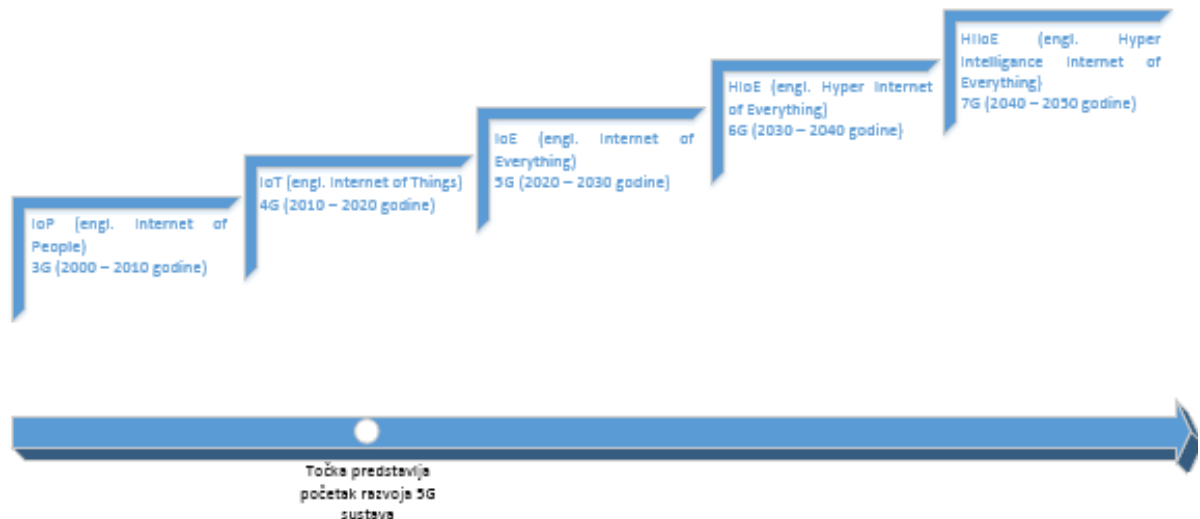 IoP (engl. Internet of
People)
3G (2000 – 2010 godine)
IoT (engl. Internet of Things)
4G (2010 – 2020 godine)
IoE (engl. Internet of
Everything)
5G (2020 – 2030 godine)
HIoE (engl. Hyper Internet
of Everything)
6G (2030 – 2040 godine)
HIIoE (engl. Hyper
Intelligance Internet of
Everything)
7G (2040 – 2050 godine)
Točka predstavlja
početak razvoja 5G
sustava